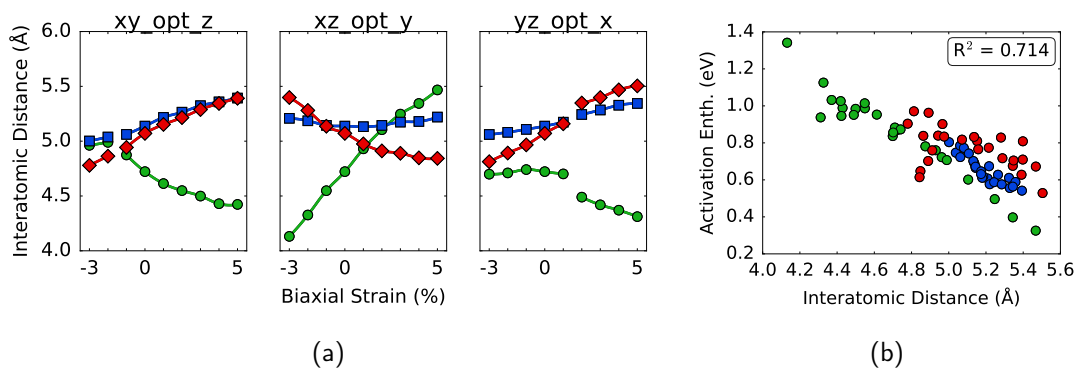 xy_opt_z
xz_opt_y
yz_opt_x
Interatomic Distance (Å)
6.0
5.5
5.0
4.5
4.0
-3 0 5
-3 0 5
-3 0 5
Biaxial Strain (%)
(a)
R² = 0.714
Activation Enth. (eV)
1.4
1.2
1.0
0.8
0.6
0.4
0.2
4.0 4.2 4.4 4.6 4.8 5.0 5.2 5.4 5.6
Interatomic Distance (Å)
(b)